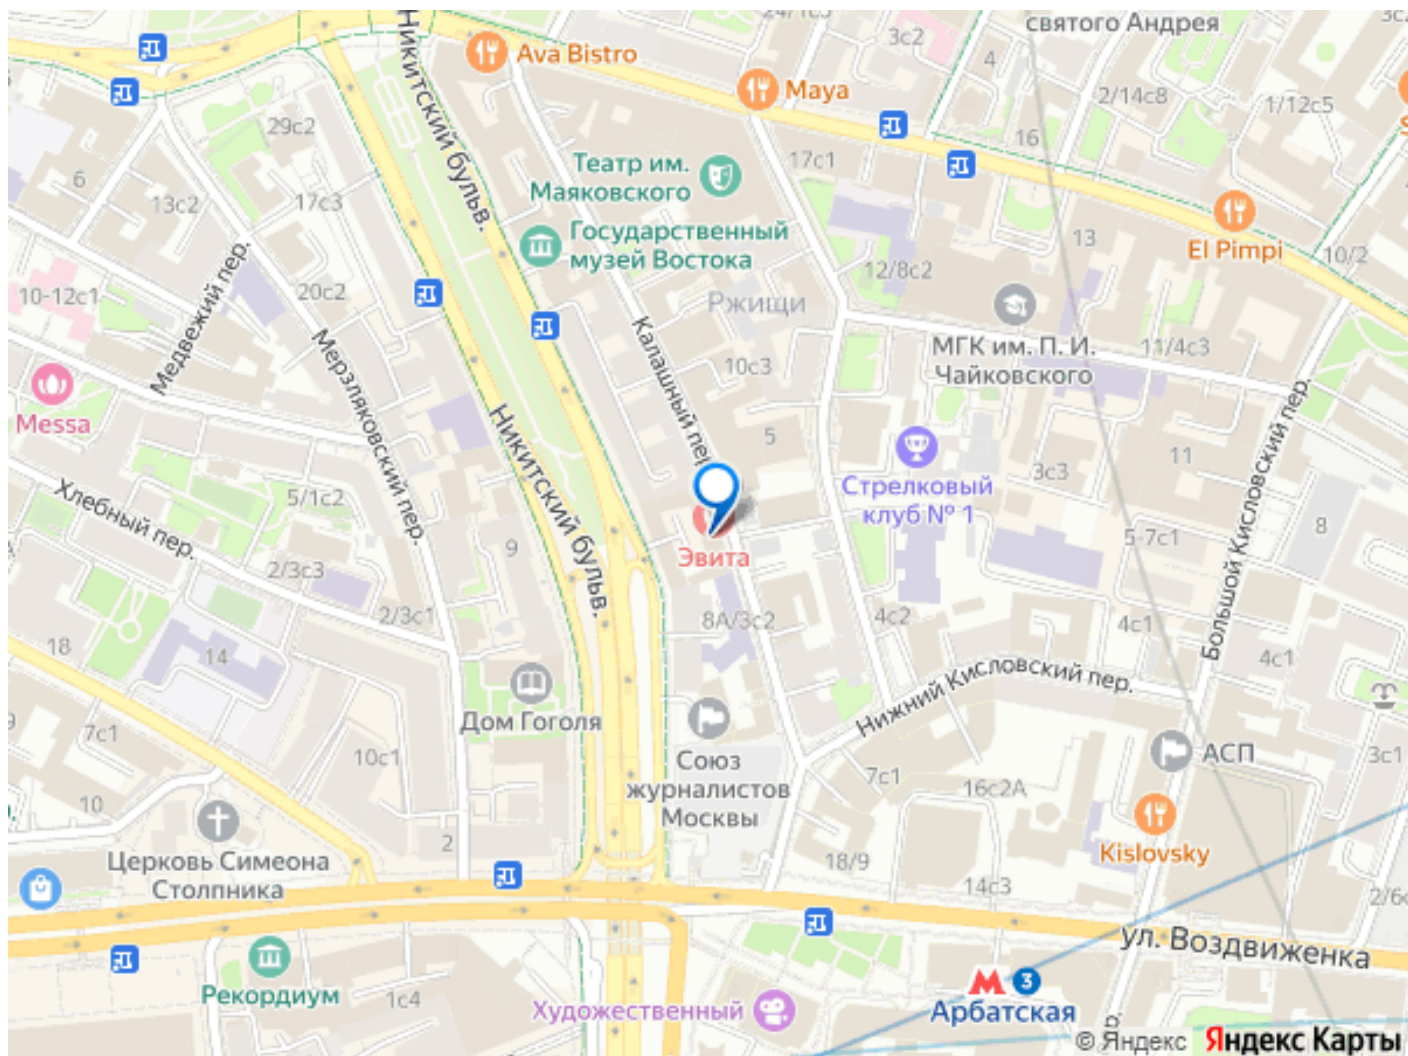 святого Андрея
24/1с3
3с2
3с2
4
Ava Bistro
Maya
2/14с8
1/12с5
29с2
16
17с1
Никитский бульв.
Театр им.
Маяковского
6
13с2
17с3
Государственный
музей Востока
El Pimpi
13
10/2
12/8с2
Медвежий пер.
10-12с1
20с2
Ржищи
Калашный пер
МГК им. П. И.
Чайковского
11/4с3
10с3
Мерзляковский пер.
Messa
Никитский бульв.
5
Стрелковый
клуб № 1
3с3
11
Большой Кисловский пер.
Хлебный пер.
5/1с2
9
8
5-7с1
Эвита
2/3с3
2/3с1
8А/3с2
4с2
4с1
4с1
18
14
Нижний Кисловский пер.
Дом Гоголя
9
7с1
10с1
Союз
журналистов
Москвы
7с1
16с2А
АСП
3с1
10
2
Церковь Симеона
Столпника
18/9
Kislovsky
14с3
ул. Воздвиженка
Рекордиум
1с4
Художественный
3
Арбатская
© Яндекс Яндекс Карты